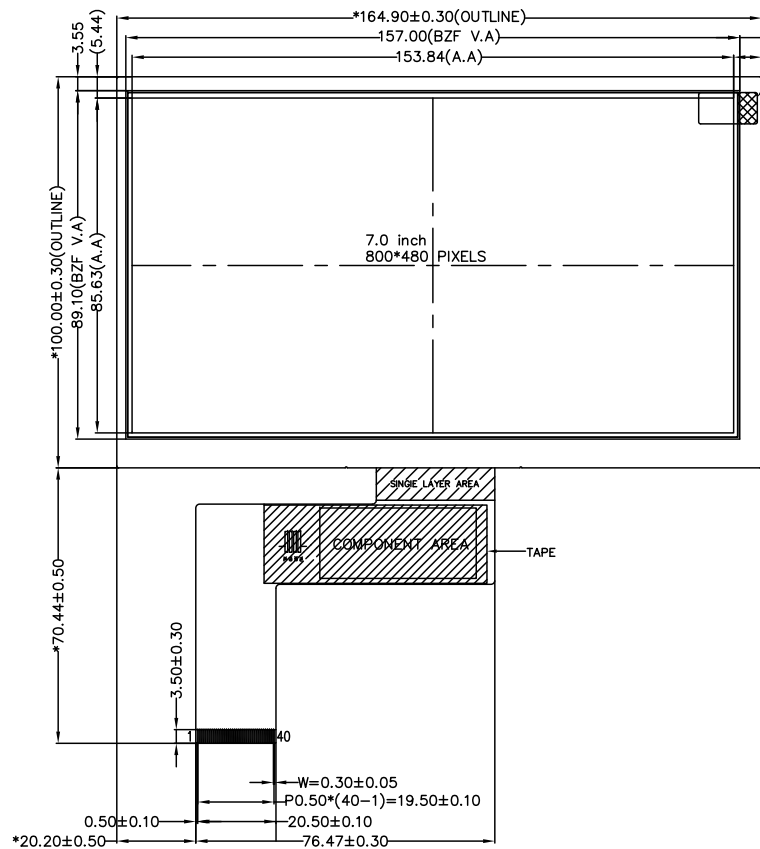 *164.90±0.30(OUTLINE)
157.00(BZF V.A)
153.84(A.A)
3.55
(5.44)
*100.00±0.30(OUTLINE)
89.10(BZF V.A)
85.63(A.A)
7.0 inch
800*480 PIXELS
SINGlE LAYER AREA
COMPONENT AREA
TAPE
*70.44±0.50
3.50±0.30
1
40
W=0.30±0.05
P0.50*(40-1)=19.50±0.10
0.50±0.10
20.50±0.10
*20.20±0.50
76.47±0.30